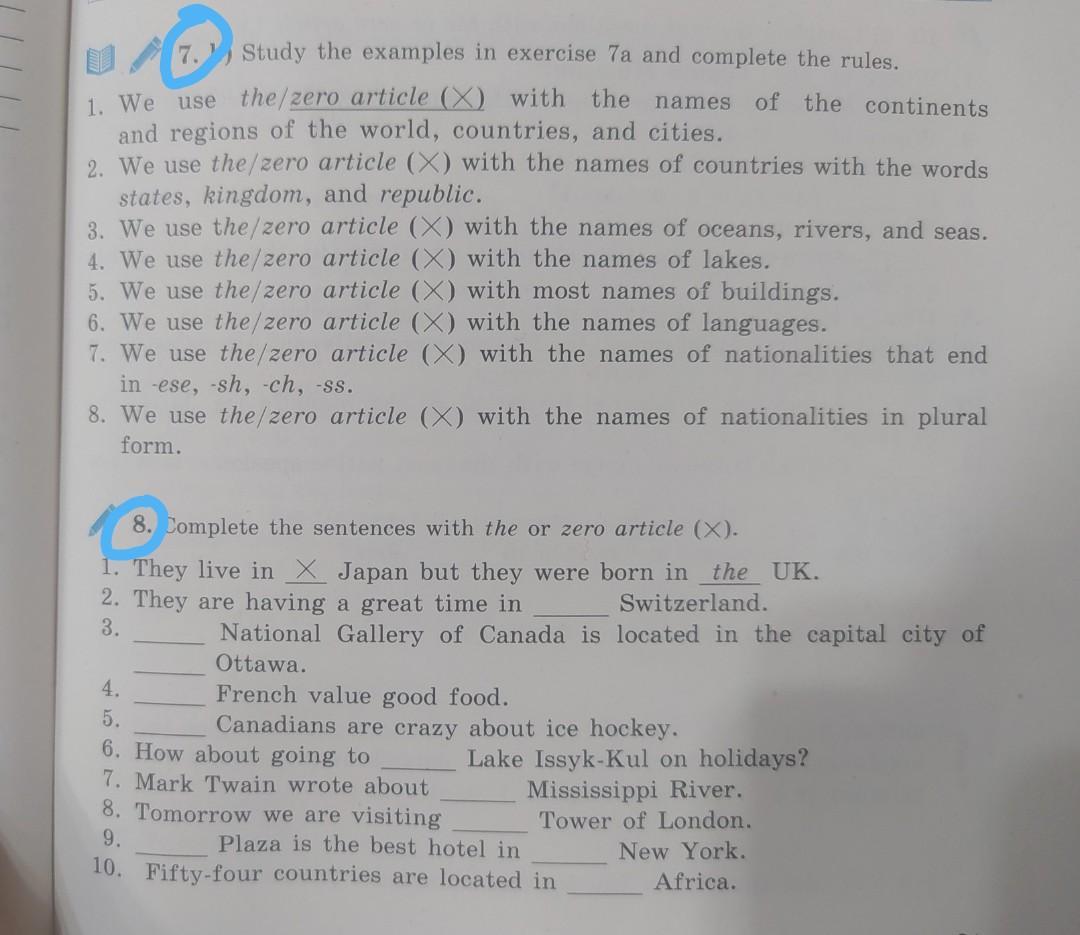 7. b) Study the examples in exercise 7a and complete the rules.
1. We use the/zero article (X) with the names of the continents
and regions of the world, countries, and cities.
2. We use the/zero article (X) with the names of countries with the words
states, kingdom, and republic.
3. We use the/zero article (X) with the names of oceans, rivers, and seas.
4. We use the/zero article (X) with the names of lakes.
5. We use the/zero article (X) with most names of buildings.
6. We use the/zero article (X) with the names of languages.
7. We use the/zero article (X) with the names of nationalities that end
in -ese, -sh, -ch, -ss.
8. We use the/zero article (X) with the names of nationalities in plural
form.
8. Complete the sentences with the or zero article (X).
1. They live in X Japan but they were born in the UK.
2. They are having a great time in ______ Switzerland.
3. ______ National Gallery of Canada is located in the capital city of
______ Ottawa.
4. ______ French value good food.
5. ______ Canadians are crazy about ice hockey.
6. How about going to ______ Lake Issyk-Kul on holidays?
7. Mark Twain wrote about ______ Mississippi River.
8. Tomorrow we are visiting ______ Tower of London.
9. ______ Plaza is the best hotel in ______ New York.
10. Fifty-four countries are located in ______ Africa.